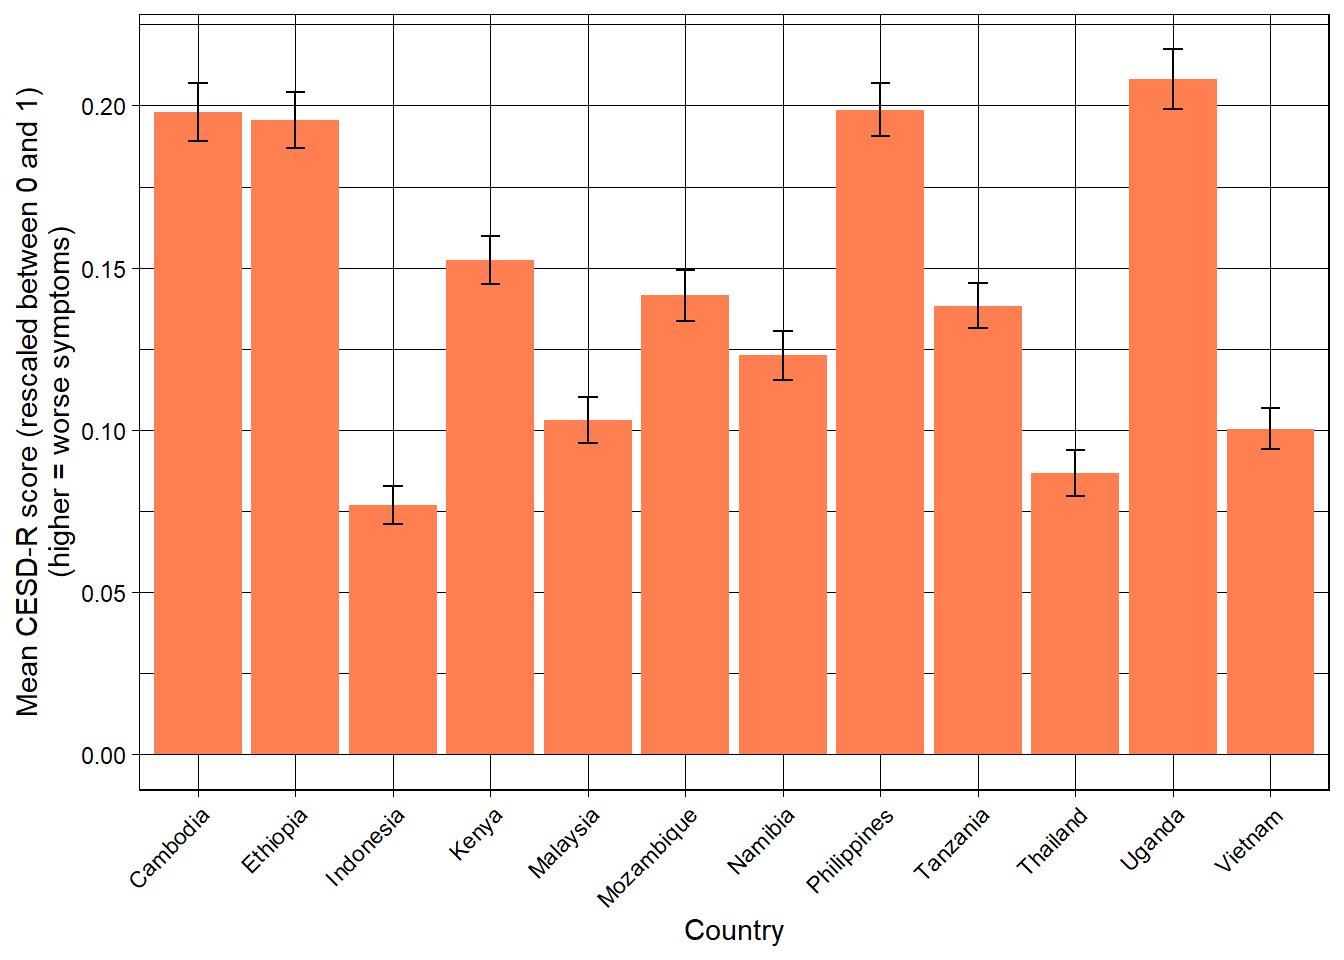 Mean CESD-R score (rescaled between 0 and 1)
(higher = worse symptoms)
0.20
0.15
0.10
0.05
0.00
Cambodia
Ethiopia
Indonesia
Kenya
Malaysia
Mozambique
Namibia
Philippines
Tanzania
Thailand
Uganda
Vietnam
Country